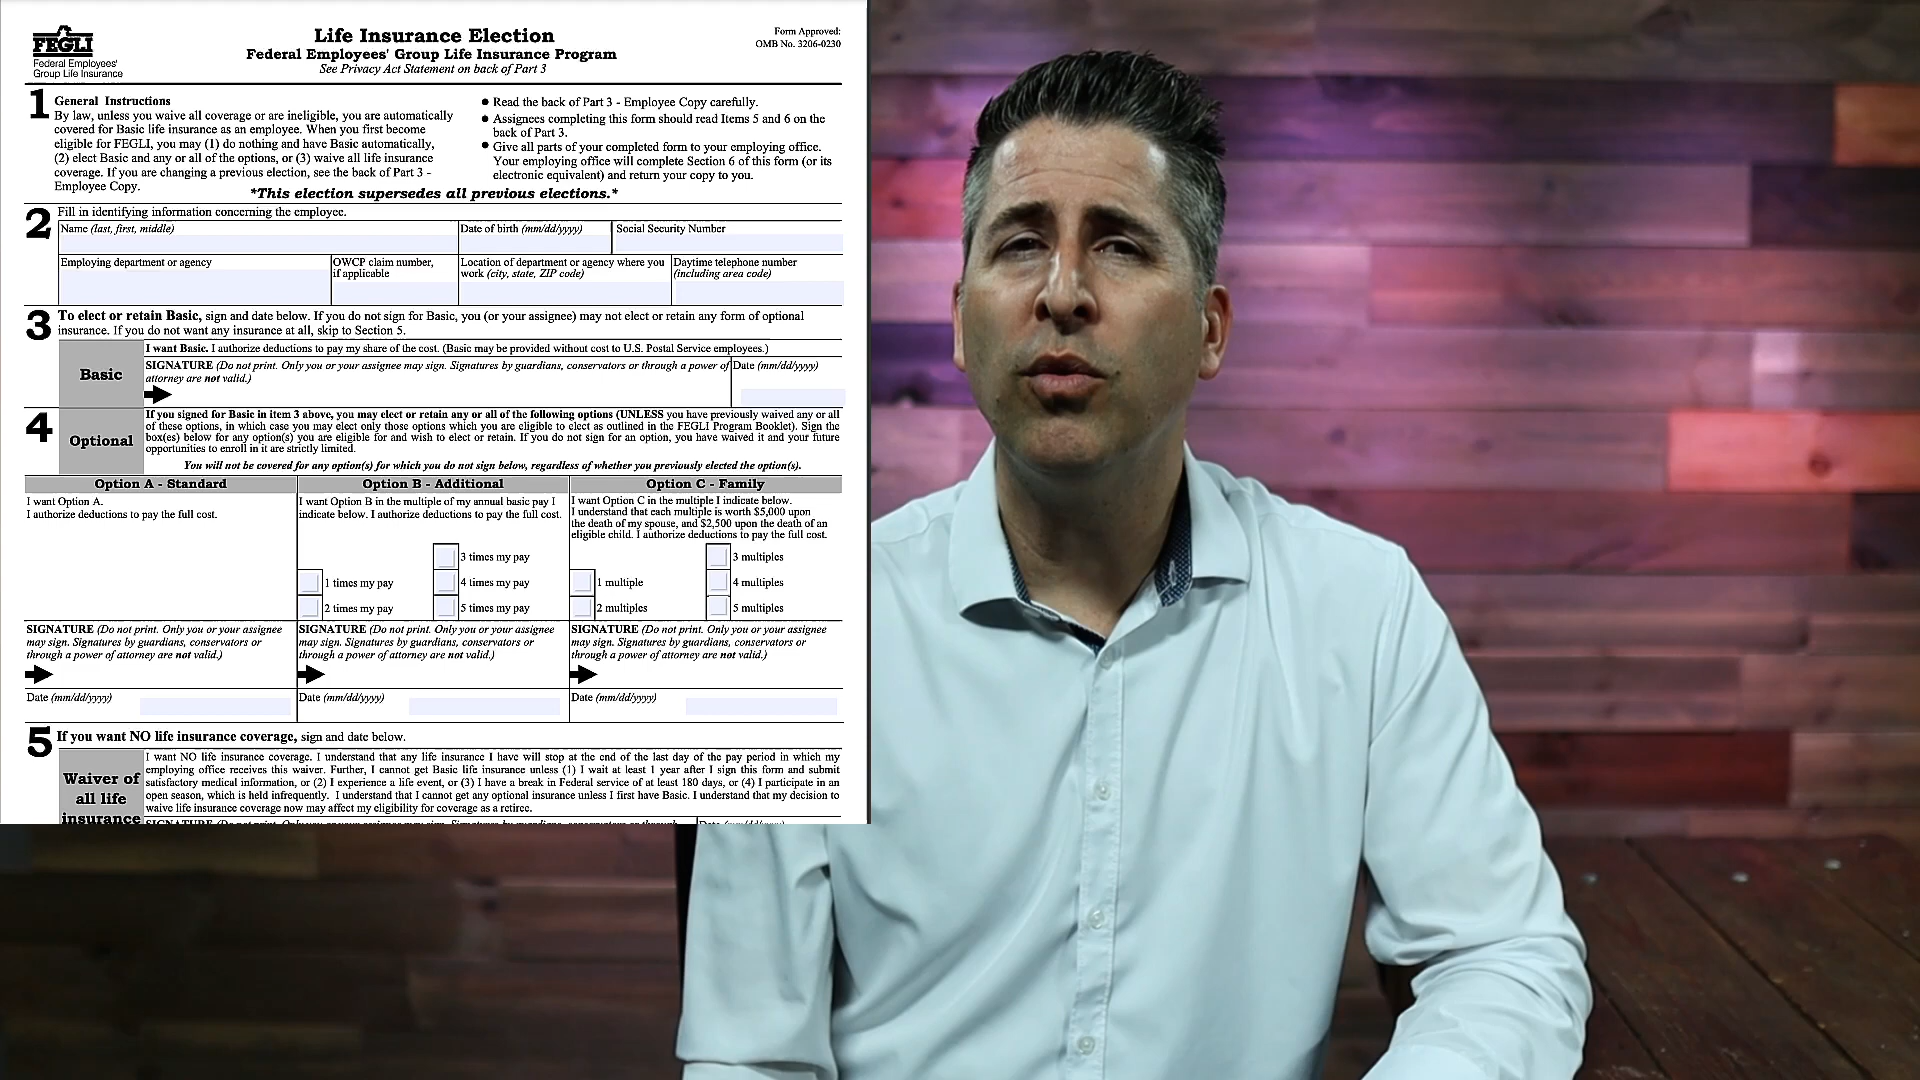 FEGLI
Federal Employees'
Group Life Insurance
Life Insurance Election
Federal Employees' Group Life Insurance Program
See Privacy Act Statement on back of Part 3
Form Approved:
OMB No. 3206-0230
1
General Instructions
By law, unless you waive all coverage or are ineligible, you are automatically
covered for Basic life insurance as an employee. When you first become
eligible for FEGLI, you may (1) do nothing and have Basic automatically,
(2) elect Basic and any or all of the options, or (3) waive all life insurance
coverage. If you are changing a previous election, see the back of Part 3 -
Employee Copy.
● Read the back of Part 3 - Employee Copy carefully.
● Assignees completing this form should read Items 5 and 6 on the
back of Part 3.
● Give all parts of your completed form to your employing office.
Your employing office will complete Section 6 of this form (or its
electronic equivalent) and return your copy to you.
*This election supersedes all previous elections.*
2
Fill in identifying information concerning the employee.
Name (last, first, middle)
Date of birth (mm/dd/yyyy)
Social Security Number
Employing department or agency
OWCP claim number,
if applicable
Location of department or agency where you
work (city, state, ZIP code)
Daytime telephone number
(including area code)
3
To elect or retain Basic, sign and date below. If you do not sign for Basic, you (or your assignee) may not elect or retain any form of optional
insurance. If you do not want any insurance at all, skip to Section 5.
Basic
I want Basic. I authorize deductions to pay my share of the cost. (Basic may be provided without cost to U.S. Postal Service employees.)
SIGNATURE (Do not print. Only you or your assignee may sign. Signatures by guardians, conservators or through a power of
attorney are not valid.)
Date (mm/dd/yyyy)
4
Optional
If you signed for Basic in item 3 above, you may elect or retain any or all of the following options (UNLESS you have previously waived any or all
of these options, in which case you may elect only those options which you are eligible to elect as outlined in the FEGLI Program Booklet). Sign the
box(es) below for any option(s) you are eligible for and wish to elect or retain. If you do not sign for an option, you have waived it and your future
opportunities to enroll in it are strictly limited.
You will not be covered for any option(s) for which you do not sign below, regardless of whether you previously elected the option(s).
Option A - Standard
I want Option A.
I authorize deductions to pay the full cost.
SIGNATURE (Do not print. Only you or your assignee
may sign. Signatures by guardians, conservators or
through a power of attorney are not valid.)
Date (mm/dd/yyyy)
Option B - Additional
I want Option B in the multiple of my annual basic pay I
indicate below. I authorize deductions to pay the full cost.
3 times my pay
1 times my pay
4 times my pay
2 times my pay
5 times my pay
SIGNATURE (Do not print. Only you or your assignee
may sign. Signatures by guardians, conservators or
through a power of attorney are not valid.)
Date (mm/dd/yyyy)
Option C - Family
I want Option C in the multiple I indicate below.
I understand that each multiple is worth $5,000 upon
the death of my spouse, and $2,500 upon the death of an
eligible child. I authorize deductions to pay the full cost.
3 multiples
1 multiple
4 multiples
2 multiples
5 multiples
SIGNATURE (Do not print. Only you or your assignee
may sign. Signatures by guardians, conservators or
through a power of attorney are not valid.)
Date (mm/dd/yyyy)
5
If you want NO life insurance coverage, sign and date below.
Waiver of
all life
insurance
I want NO life insurance coverage. I understand that any life insurance I have will stop at the end of the last day of the pay period in which my
employing office receives this waiver. Further, I cannot get Basic life insurance unless (1) I wait at least 1 year after I sign this form and submit
satisfactory medical information, or (2) I experience a life event, or (3) I have a break in Federal service of at least 180 days, or (4) I participate in an
open season, which is held infrequently. I understand that I cannot get any optional insurance unless I first have Basic. I understand that my decision to
waive life insurance coverage now may affect my eligibility for coverage as a retiree.